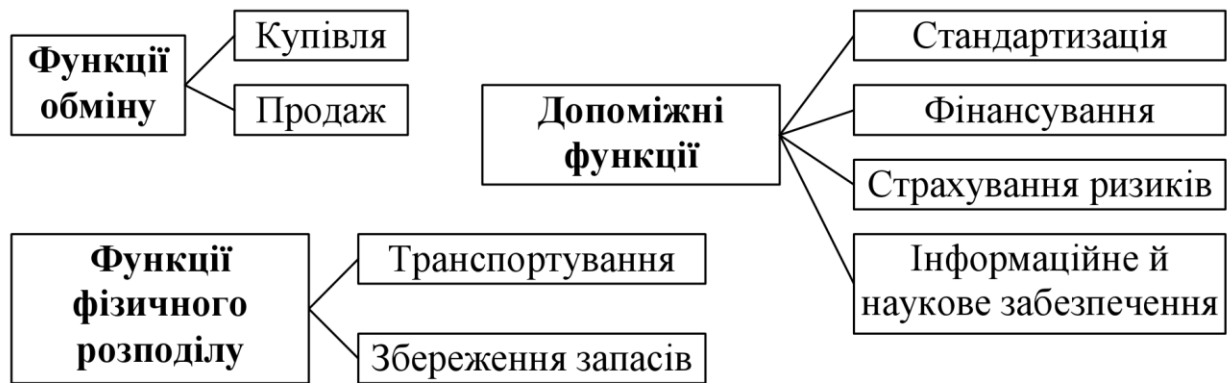 Функції
обміну
Купівля
Продаж
Допоміжні
функції
Стандартизація
Фінансування
Страхування ризиків
Інформаційне й
наукове забезпечення
Функції
фізичного
розподілу
Транспортування
Збереження запасів